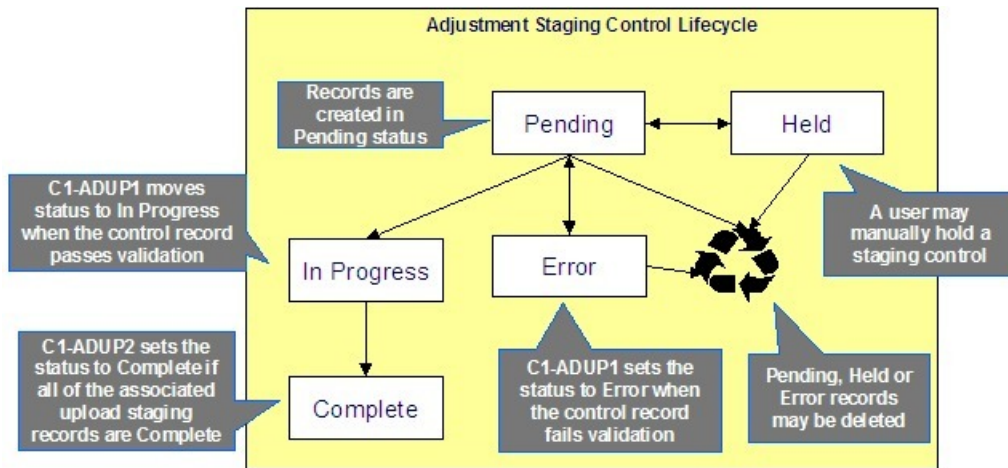 Adjustment Staging Control Lifecycle
Records are
created in
Pending status
Pending
Held
C1-ADUP1 moves
status to In Progress
when the control record
passes validation
A user may
manually hold a
staging control
In Progress
Error
C1-ADUP2 sets the
status to Complete if
all of the associated
upload staging
records are Complete
Complete
C1-ADUP1 sets the
status to Error when
the control record
fails validation
Pending, Held or
Error records
may be deleted